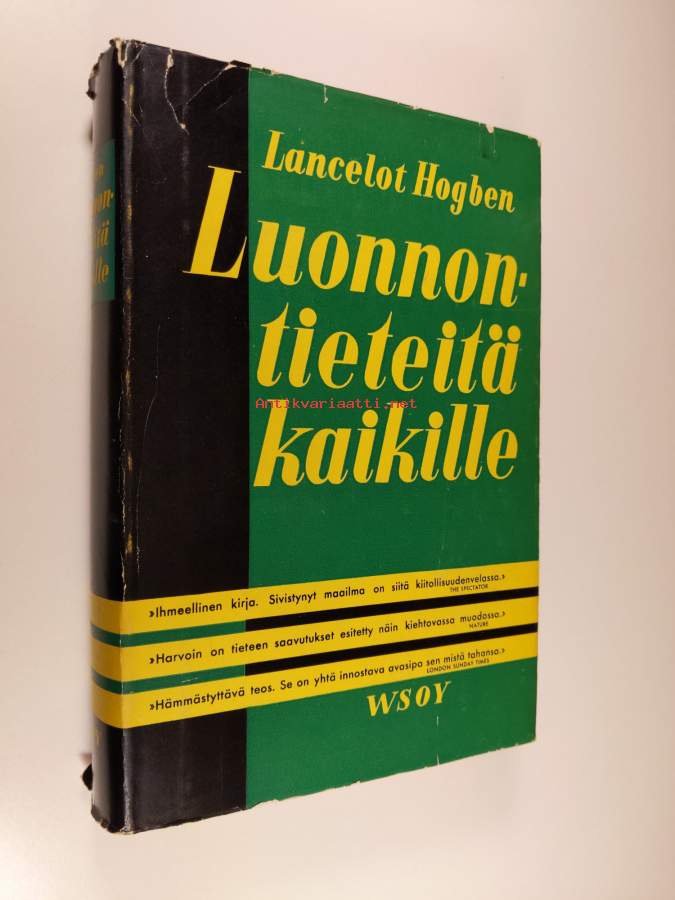 Lancelot Hogben
Luonnon-
tieteitä
kaikille
Antikvariaatti.net
»Ihmeellinen kirja. Sivistynyt maailma on siitä kiitollisuudenvelassa.»
THE SPECTATOR
»Harvoin on tieteen saavutukset esitetty näin kiehtovassa muodossa.»
NATURE
»Hämmästyttävä teos. Se on yhtä innostava avasipa sen mistä tahansa.»
LONDON SUNDAY TIMES
WSOY